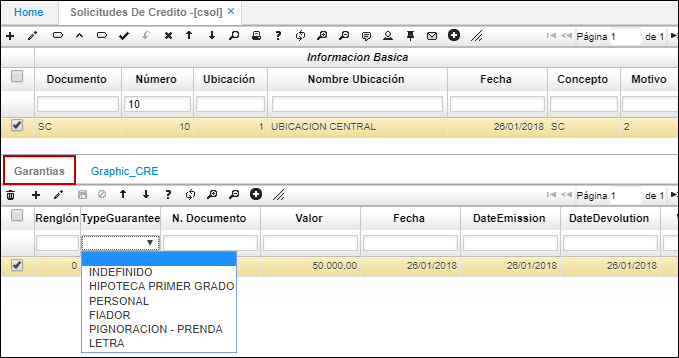 Home Solicitudes De Credito -[csol] ×
Página 1 de 1
Informacion Basica
Documento Número Ubicación Nombre Ubicación Fecha Concepto Motivo
10
SC 10 1 UBICACION CENTRAL 26/01/2018 SC 2
Garantias Graphic_CRE
Página 1 de 1
Renglón TypeGuarantee N. Documento Valor Fecha DateEmission DateDevolution
0 50.000,00 26/01/2018 26/01/2018 26/01/2018
INDEFINIDO
HIPOTECA PRIMER GRADO
PERSONAL
FIADOR
PIGNORACION - PRENDA
LETRA